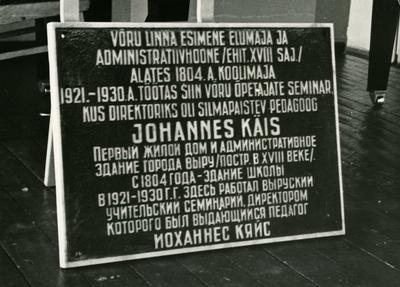 VÕRU LINNA ESIMENE ELUMAJA JA
ADMINISTRATIIVHOONE /EHIT. XVIII SAJ./
ALATES 1804. A. KOOLIMAJA
1921.-1930.A. TÖÖTAS SIIN VÕRU ÕPETAJATE SEMINAR,
KUS DIREKTORIKS OLI SILMAPAISTEV PEDAGOOG
JOHANNES KÄIS
ПЕРВЫЙ ЖИЛОЙ ДОМ И АДМИНИСТРАТИВНОЕ
ЗДАНИЕ ГОРОДА ВЫРУ /ПОСТР. В XVIII ВЕКЕ/.
С 1804 ГОДА - ЗДАНИЕ ШКОЛЫ
В 1921-1930 Г.Г. ЗДЕСЬ РАБОТАЛ ВЫРУСКИЙ
УЧИТЕЛЬСКИЙ СЕМИНАРИЙ, ДИРЕКТОРОМ
КОТОРОГО БЫЛ ВЫДАЮЩИЙСЯ ПЕДАГОГ
ИОХАННЕС КЯЙС